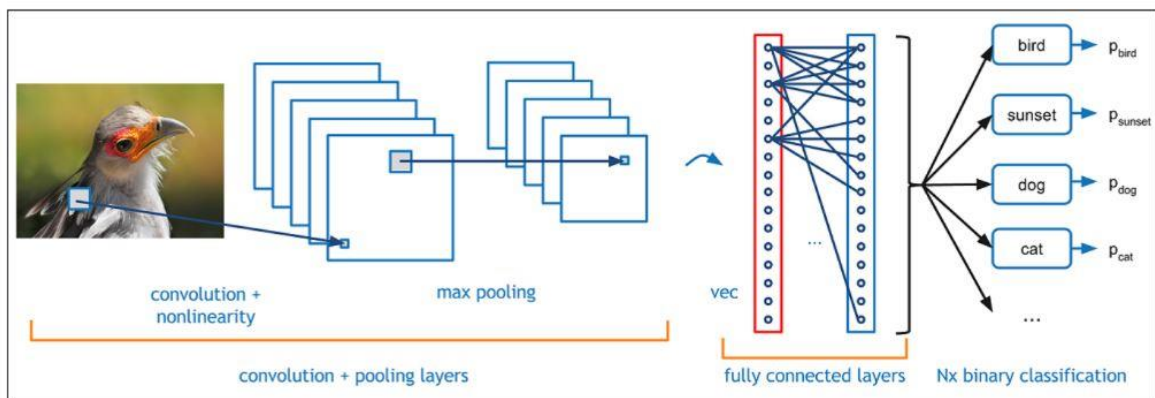 convolution +
nonlinearity
max pooling
convolution + pooling layers
vec
...
fully connected layers
bird
p_bird
sunset
p_sunset
dog
p_dog
cat
p_cat
...
Nx binary classification